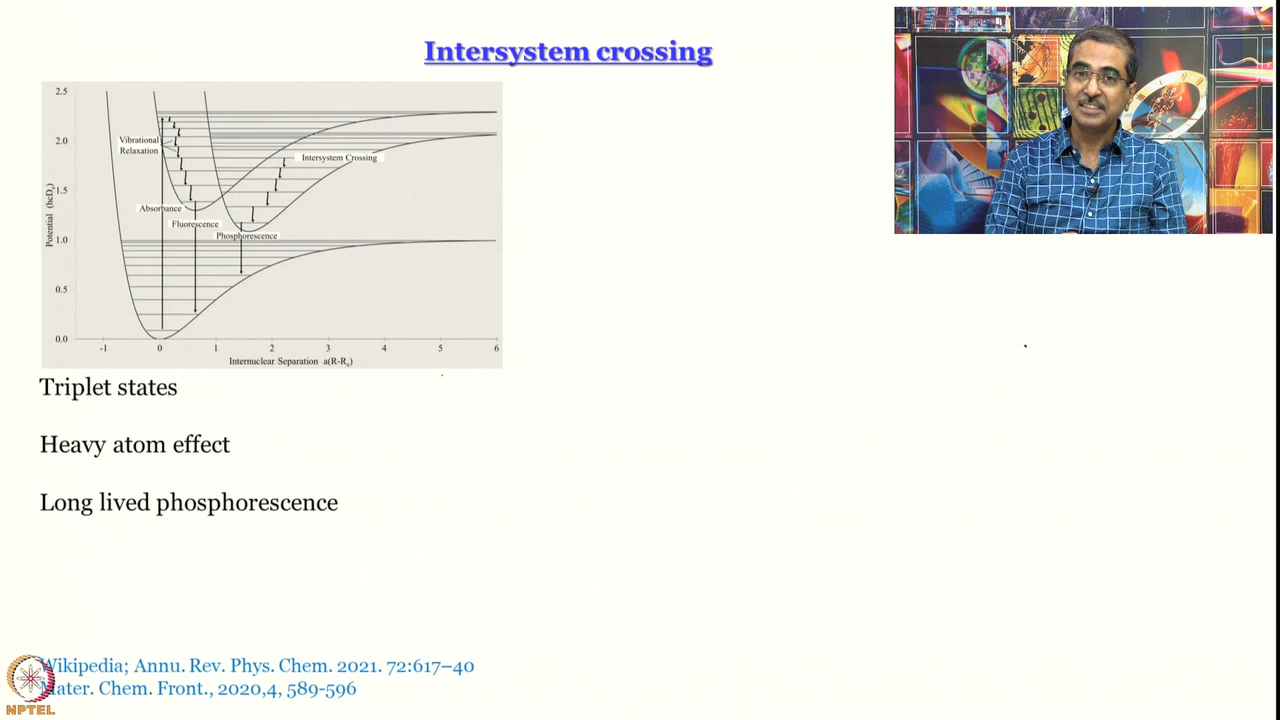 Intersystem crossing
2.5
2.0
1.5
1.0
0.5
0.0
Potential (hcDₑ)
Vibrational
Relaxation
Intersystem Crossing
Absorbance
Fluorescence
Phosphorescence
-1 0 1 2 3 4 5 6
Internuclear Separation a(R-Rₑ)
Triplet states
Heavy atom effect
Long lived phosphorescence
Wikipedia; Annu. Rev. Phys. Chem. 2021. 72:617–40
Mater. Chem. Front., 2020,4, 589-596
NPTEL